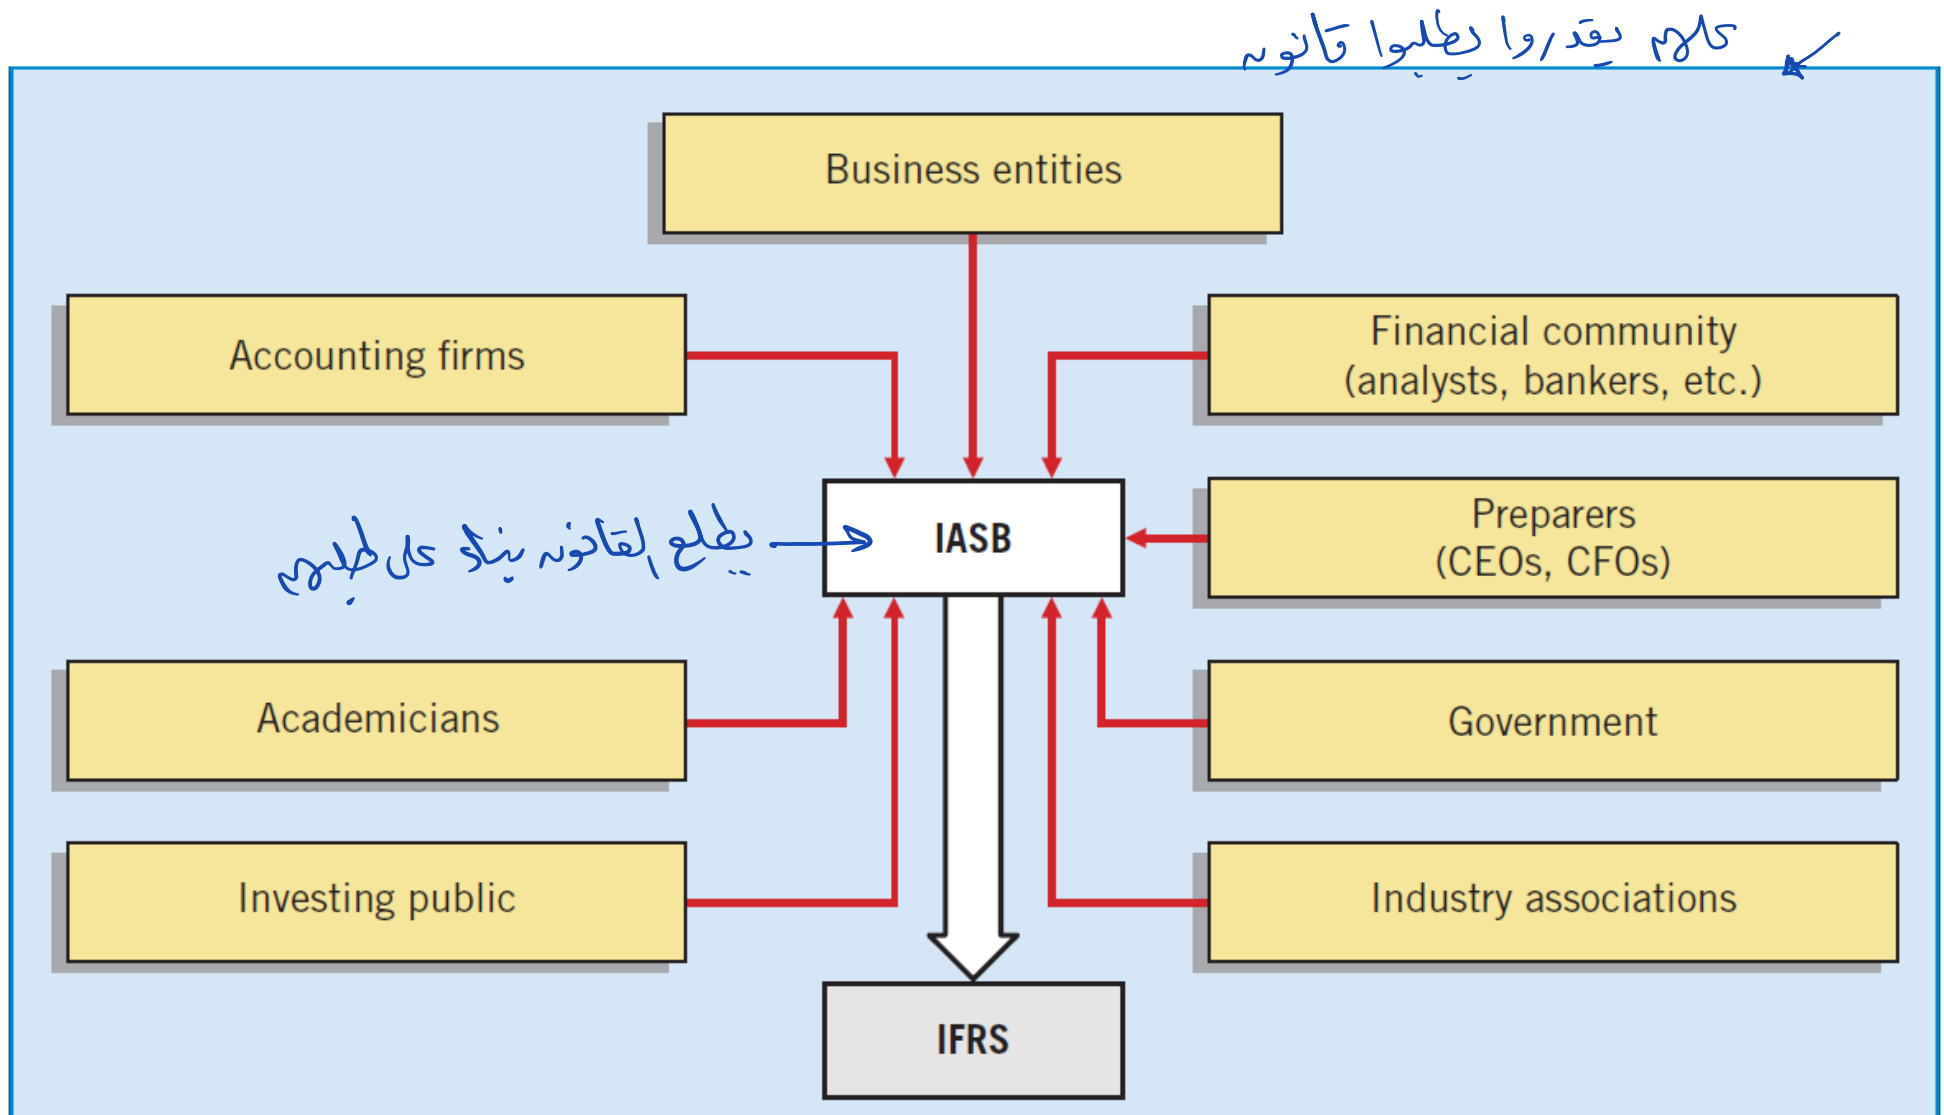 كلهم يقدروا يطلبوا قانون
Business entities
Accounting firms
Financial community
(analysts, bankers, etc.)
يطلع القانون بناءً على طلبهم
IASB
Preparers
(CEOs, CFOs)
Academicians
Government
Investing public
Industry associations
IFRS